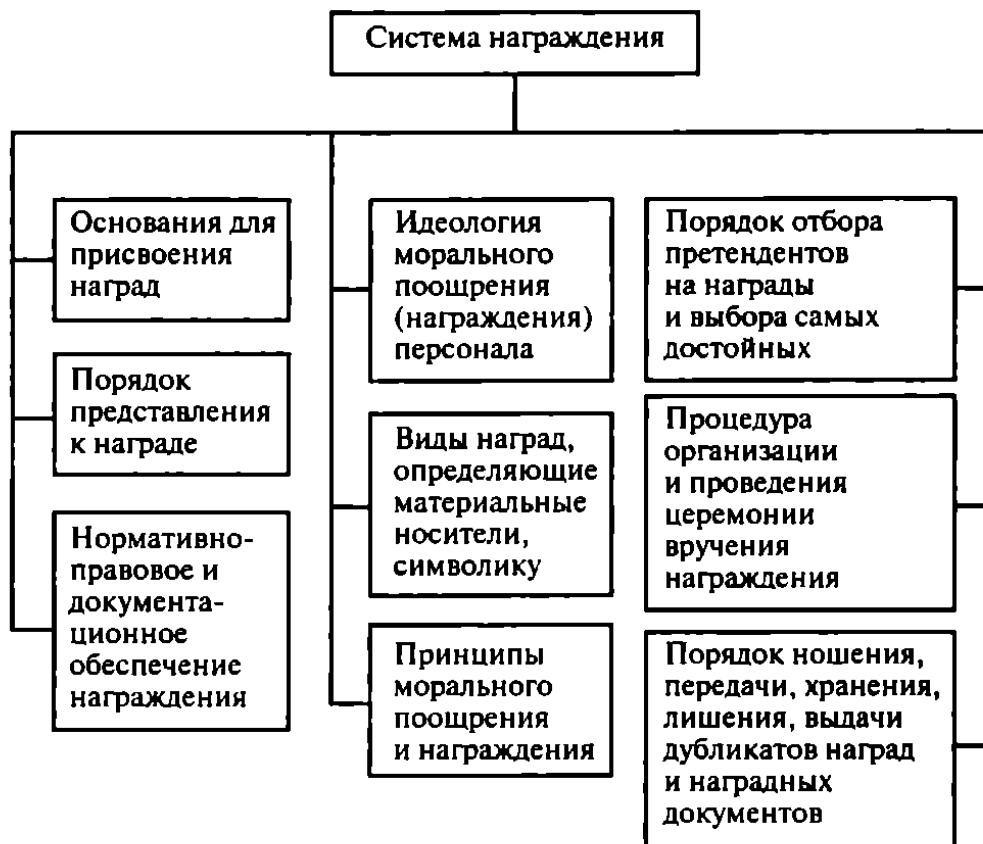 Система награждения
Основания для
присвоения
наград
Порядок
представления
к награде
Нормативно-
правовое и
документа-
ционное
обеспечение
награждения
Идеология
морального
поощрения
(награждения)
персонала
Виды наград,
определяющие
материальные
носители,
символику
Принципы
морального
поощрения
и награждения
Порядок отбора
претендентов
на награды
и выбора самых
достойных
Процедура
организации
и проведения
церемонии
вручения
награждения
Порядок ношения,
передачи, хранения,
лишения, выдачи
дубликатов наград
и наградных
документов